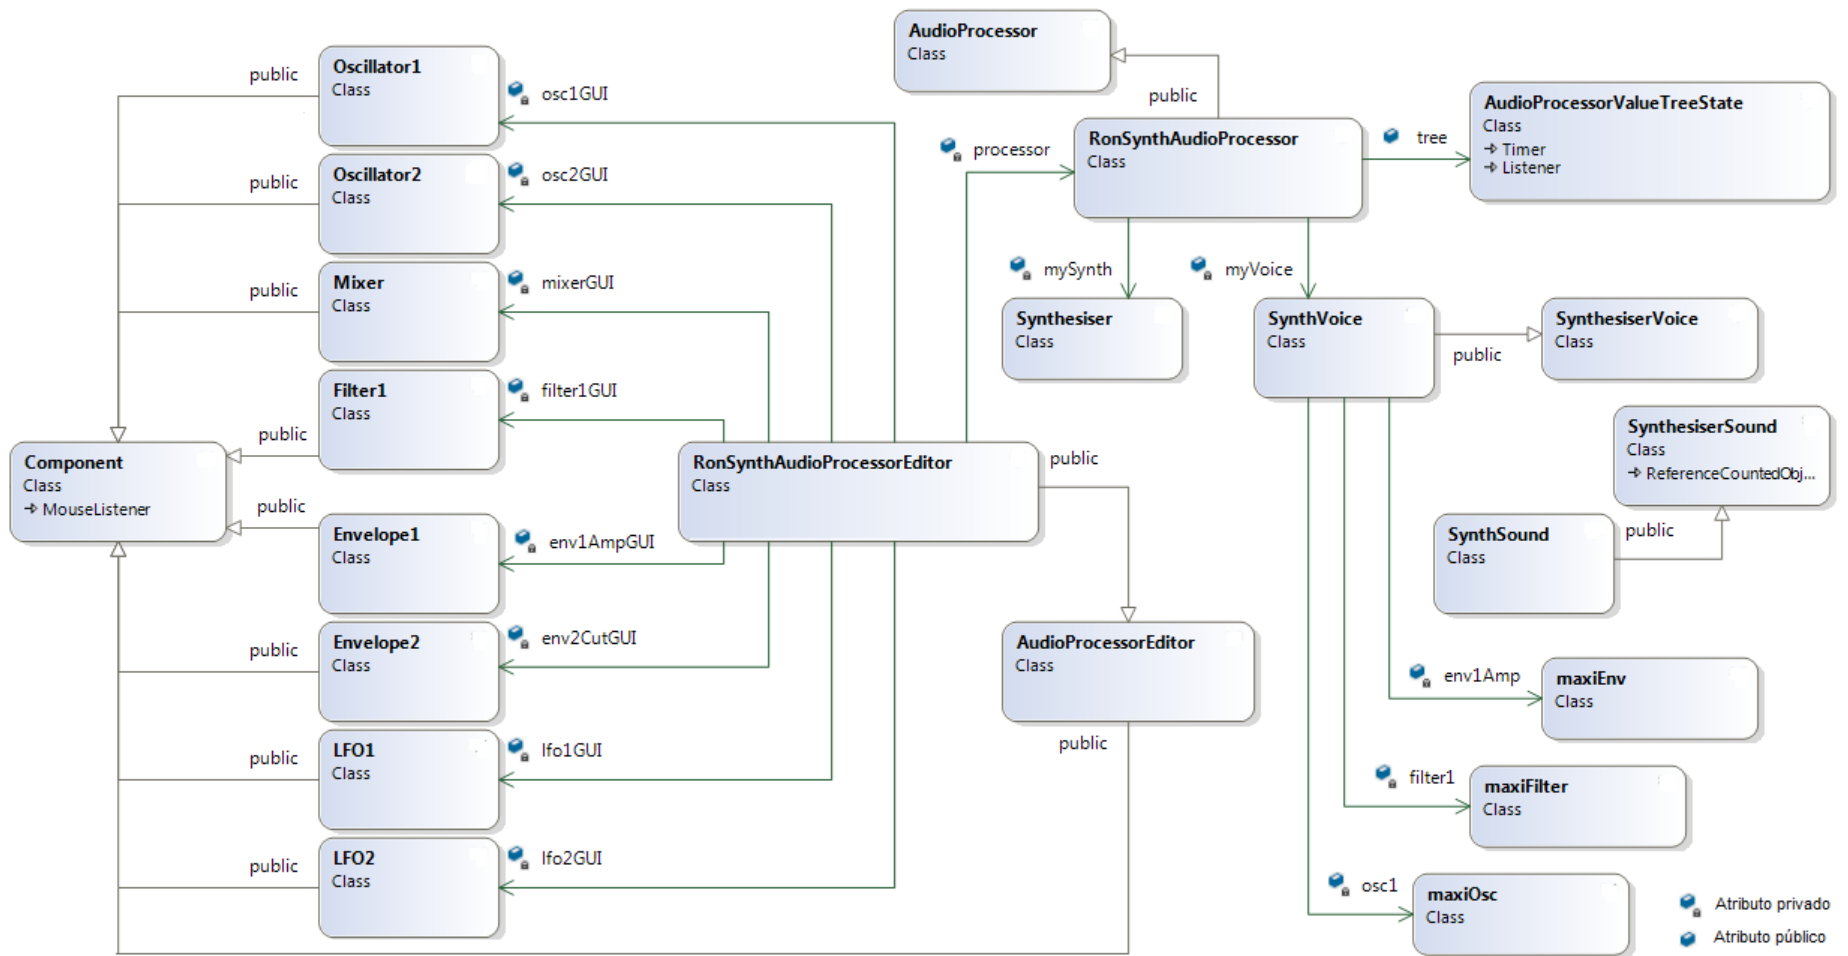 AudioProcessor
Class
public
Oscillator1
Class
public
osc1GUI
AudioProcessorValueTreeState
Class
Timer
Listener
tree
RonSynthAudioProcessor
Class
processor
Oscillator2
Class
public
osc2GUI
Mixer
Class
public
mixerGUI
mySynth
myVoice
Synthesiser
Class
SynthVoice
Class
public
SynthesiserVoice
Class
Filter1
Class
public
filter1GUI
Component
Class
MouseListener
RonSynthAudioProcessorEditor
Class
public
SynthesiserSound
Class
ReferenceCountedObj...
public
SynthSound
Class
public
Envelope1
Class
env1AmpGUI
public
Envelope2
Class
env2CutGUI
AudioProcessorEditor
Class
public
env1Amp
maxiEnv
Class
public
LFO1
Class
lfo1GUI
filter1
maxiFilter
Class
public
LFO2
Class
lfo2GUI
osc1
maxiOsc
Class
Atributo privado
Atributo público